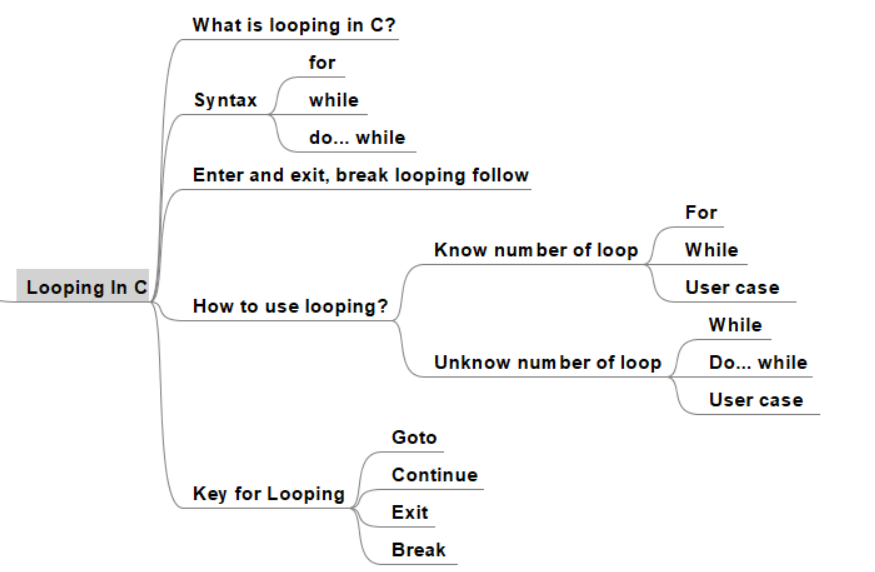 What is looping in C?
for
Syntax
while
do... while
Enter and exit, break looping follow
For
Know number of loop
While
Looping In C
User case
How to use looping?
While
Unknow number of loop
Do... while
User case
Goto
Continue
Key for Looping
Exit
Break